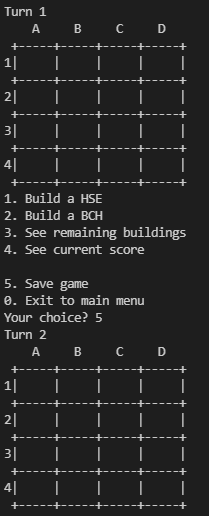 Turn 1
    A     B     C     D
 +-----+-----+-----+-----+
1|     |     |     |     |
 +-----+-----+-----+-----+
2|     |     |     |     |
 +-----+-----+-----+-----+
3|     |     |     |     |
 +-----+-----+-----+-----+
4|     |     |     |     |
 +-----+-----+-----+-----+
1. Build a HSE
2. Build a BCH
3. See remaining buildings
4. See current score

5. Save game
0. Exit to main menu
Your choice? 5
Turn 2
    A     B     C     D
 +-----+-----+-----+-----+
1|     |     |     |     |
 +-----+-----+-----+-----+
2|     |     |     |     |
 +-----+-----+-----+-----+
3|     |     |     |     |
 +-----+-----+-----+-----+
4|     |     |     |     |
 +-----+-----+-----+-----+